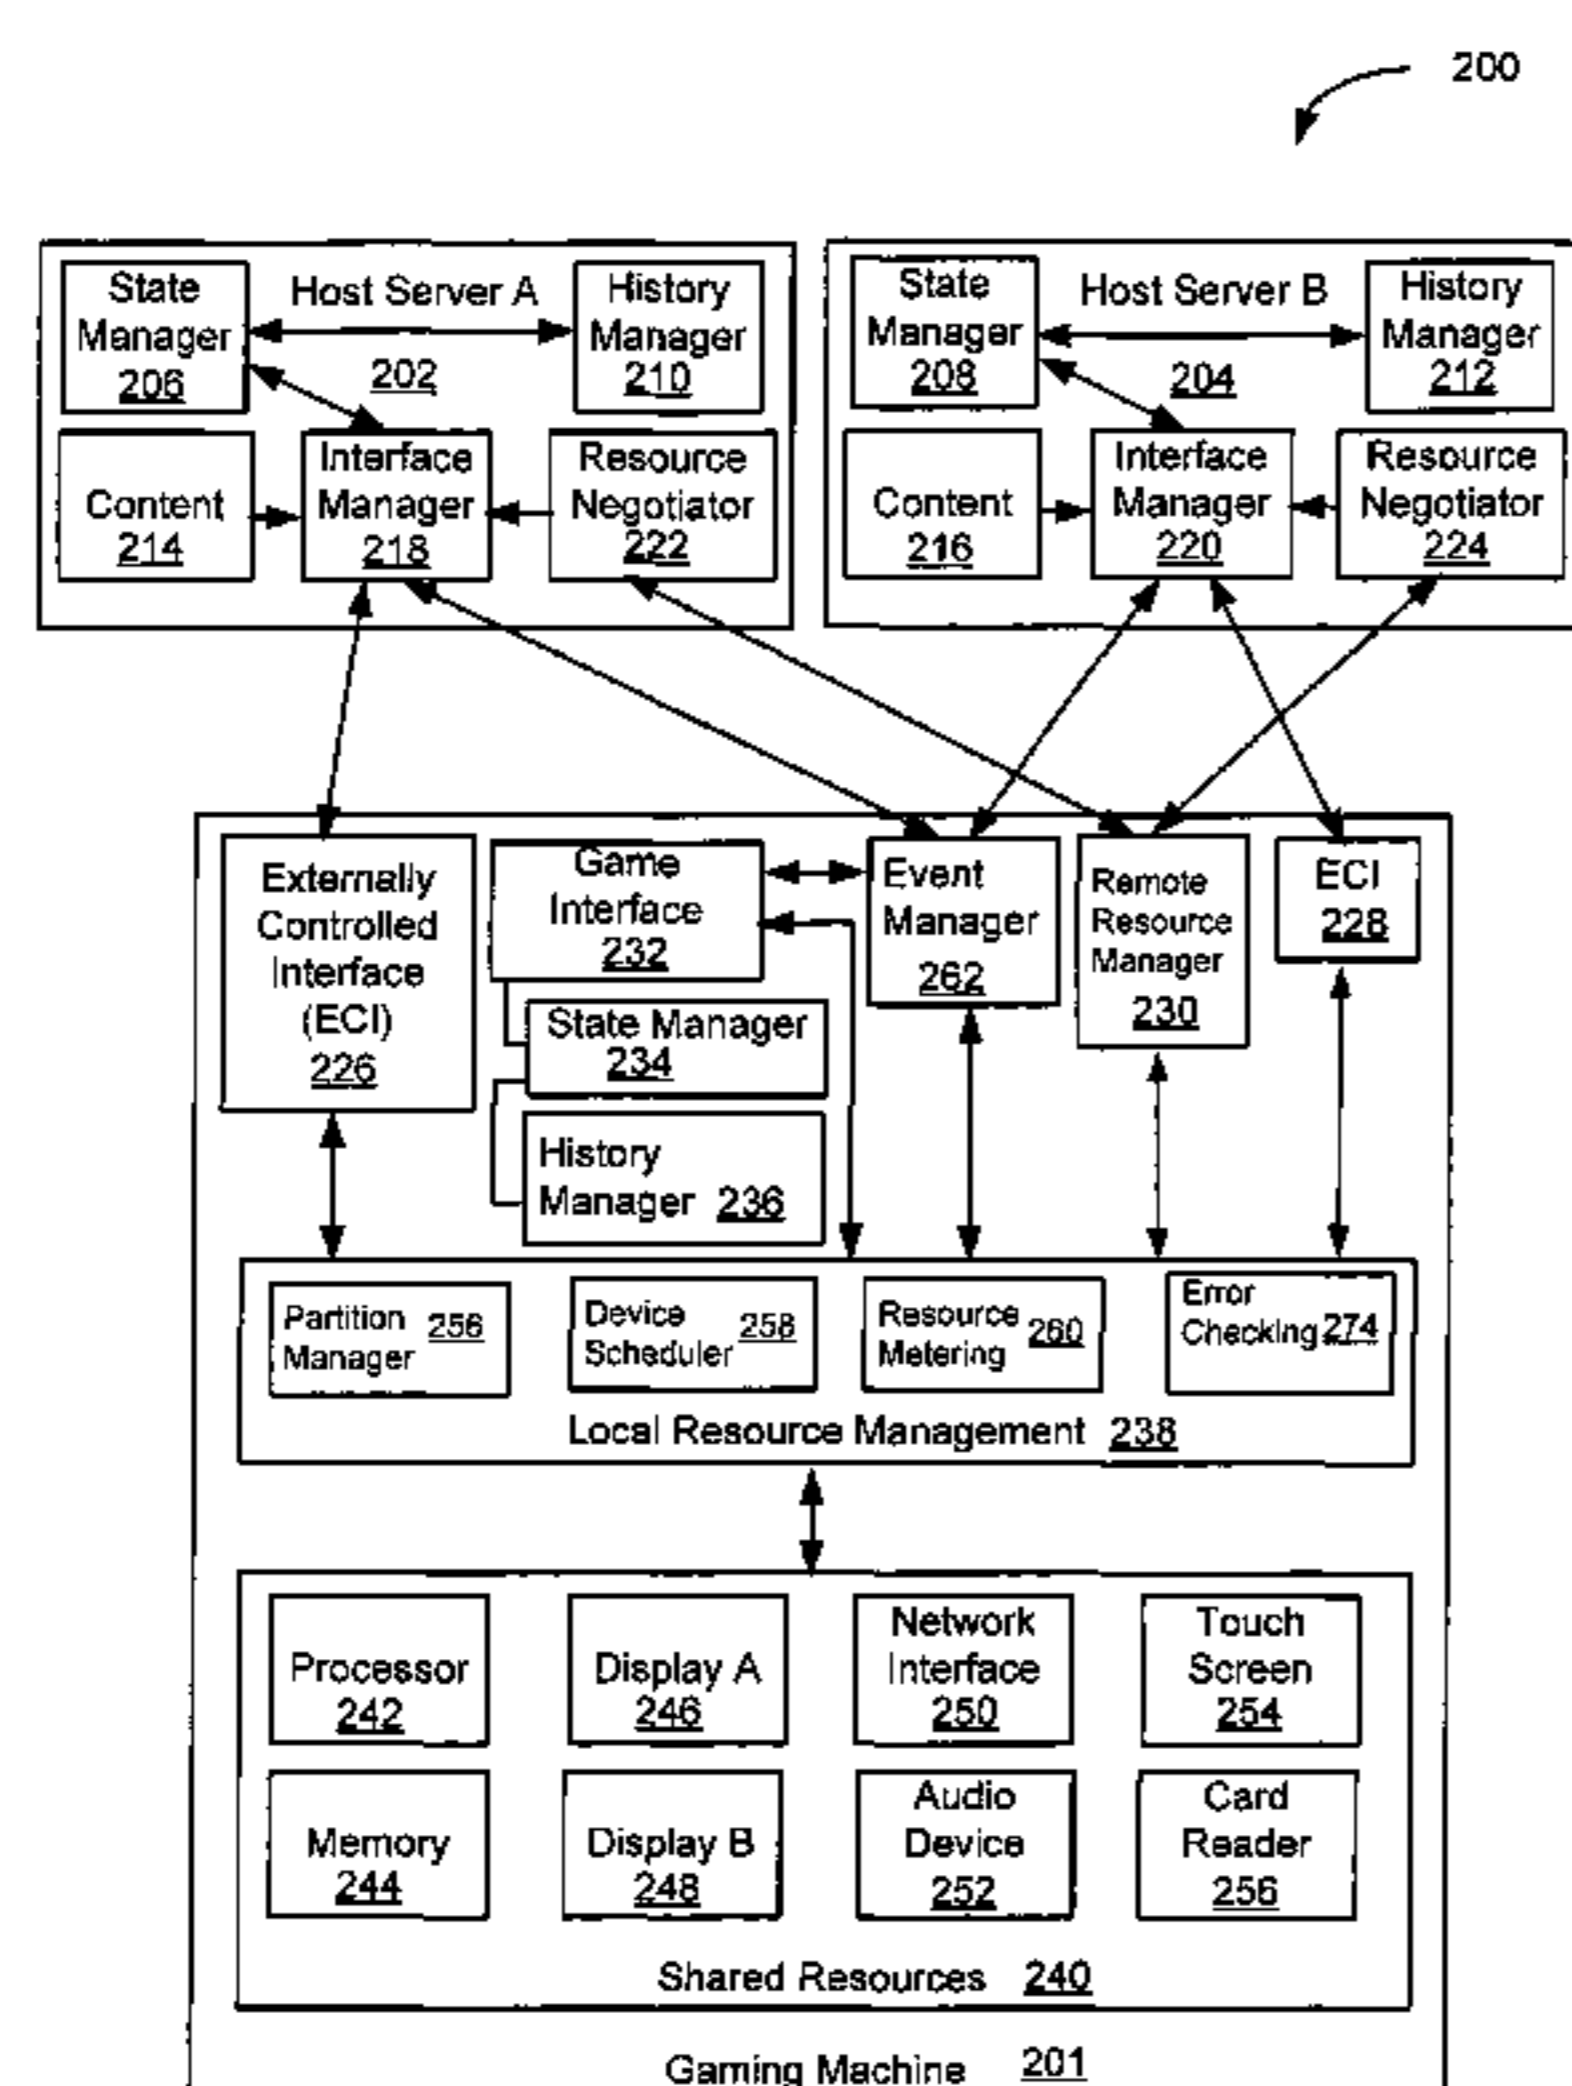 200
Host Server A
202
State
Manager
206
History
Manager
210
Content
214
Interface
Manager
218
Resource
Negotiator
222
Host Server B
204
State
Manager
208
History
Manager
212
Content
216
Interface
Manager
220
Resource
Negotiator
224
Externally
Controlled
Interface
(ECI)
226
Game
Interface
232
State Manager
234
History
Manager 236
Event
Manager
262
Remote
Resource
Manager
230
ECI
228
Partition 256
Manager
Device 258
Scheduler
Resource 260
Metering
Error
Checking 274
Local Resource Management 238
Processor
242
Display A
246
Network
Interface
250
Touch
Screen
254
Memory
244
Display B
248
Audio
Device
252
Card
Reader
256
Shared Resources 240
Gaming Machine 201